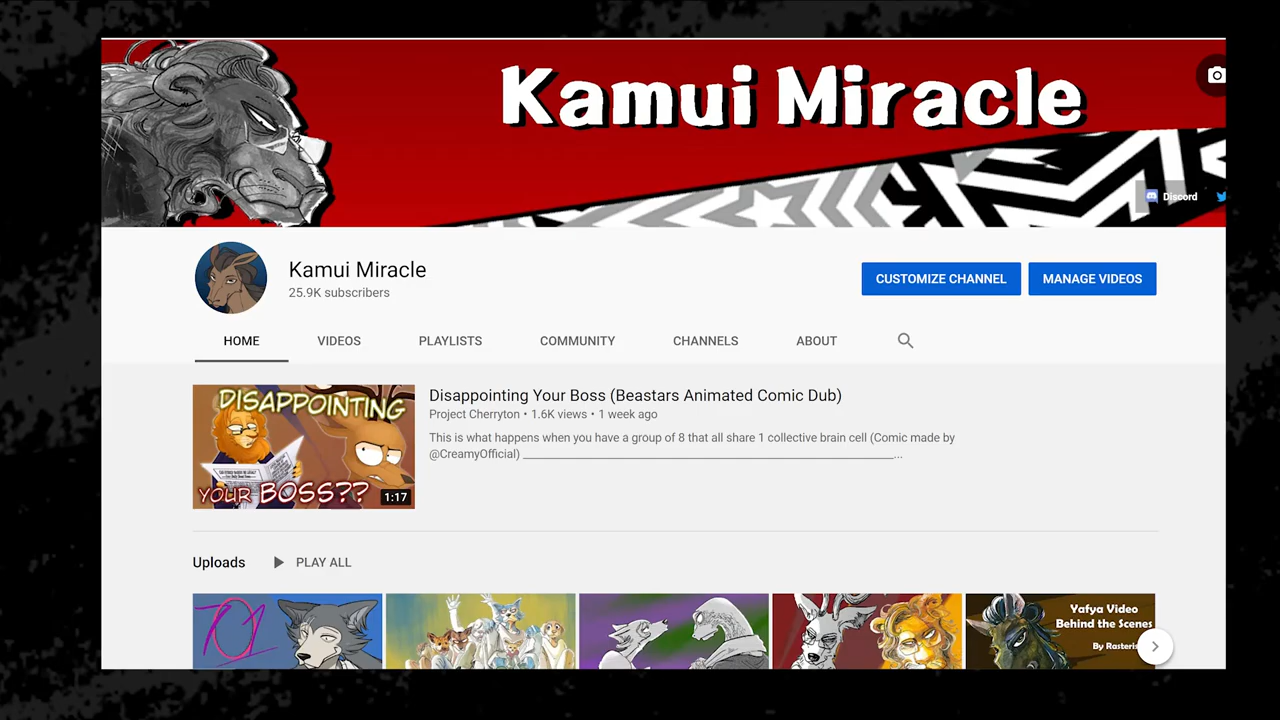 Kamui Miracle
Discord
Kamui Miracle
25.9K subscribers
CUSTOMIZE CHANNEL
MANAGE VIDEOS
HOME
VIDEOS
PLAYLISTS
COMMUNITY
CHANNELS
ABOUT
DISAPPOINTING
YOUR BOSS??
1:17
Disappointing Your Boss (Beastars Animated Comic Dub)
Project Cherryton • 1.6K views • 1 week ago
This is what happens when you have a group of 8 that all share 1 collective brain cell (Comic made by
@CreamyOfficial) ___________________________________________________________...
Uploads
PLAY ALL
101
Yafya Video
Behind the Scenes
By Rasteris